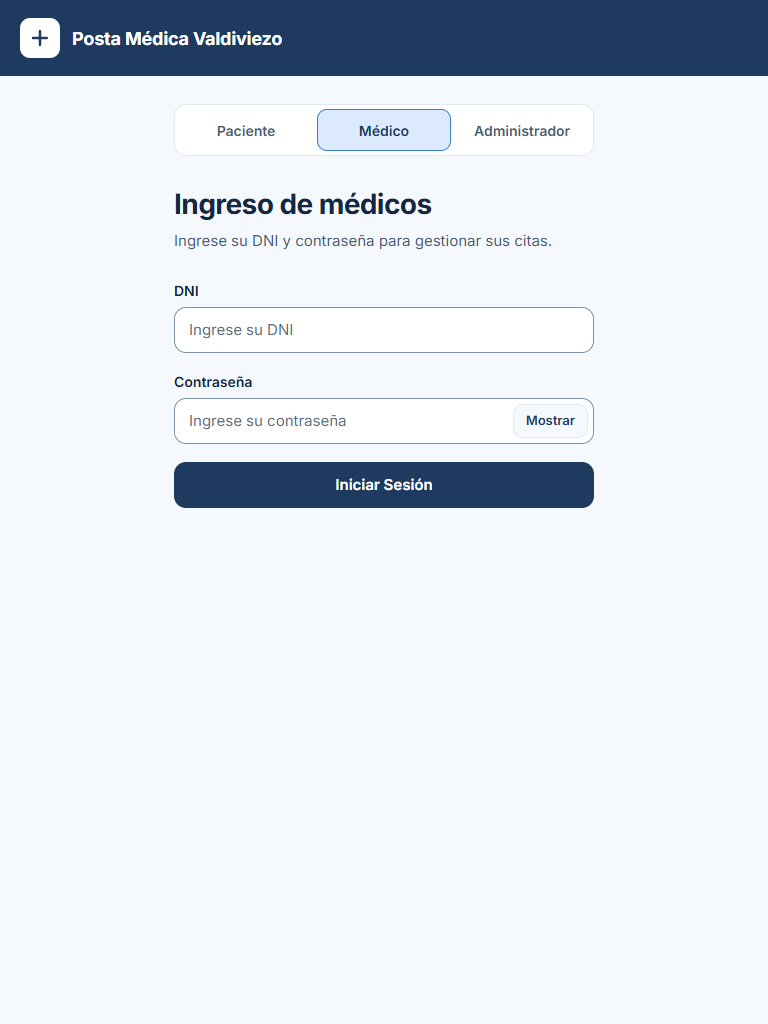 Posta Médica Valdiviezo
Paciente
Médico
Administrador
Ingreso de médicos
Ingrese su DNI y contraseña para gestionar sus citas.
DNI
Ingrese su DNI
Contraseña
Ingrese su contraseña
Mostrar
Iniciar Sesión